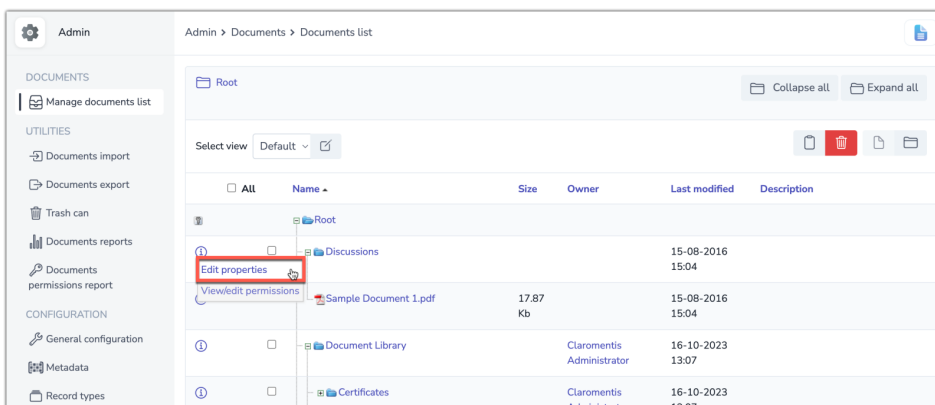 Admin
Admin > Documents > Documents list
DOCUMENTS
Manage documents list
UTILITIES
Documents import
Documents export
Trash can
Documents reports
Documents
permissions report
CONFIGURATION
General configuration
Metadata
Record types
Root
Collapse all
Expand all
Select view Default
All Name Size Owner Last modified Description
Root
Discussions 15-08-2016
15:04
Edit properties
View/edit permissions
Sample Document 1.pdf 17.87 15-08-2016
Kb 15:04
Document Library Claromentis 16-10-2023
Administrator 13:07
Certificates Claromentis 16-10-2023